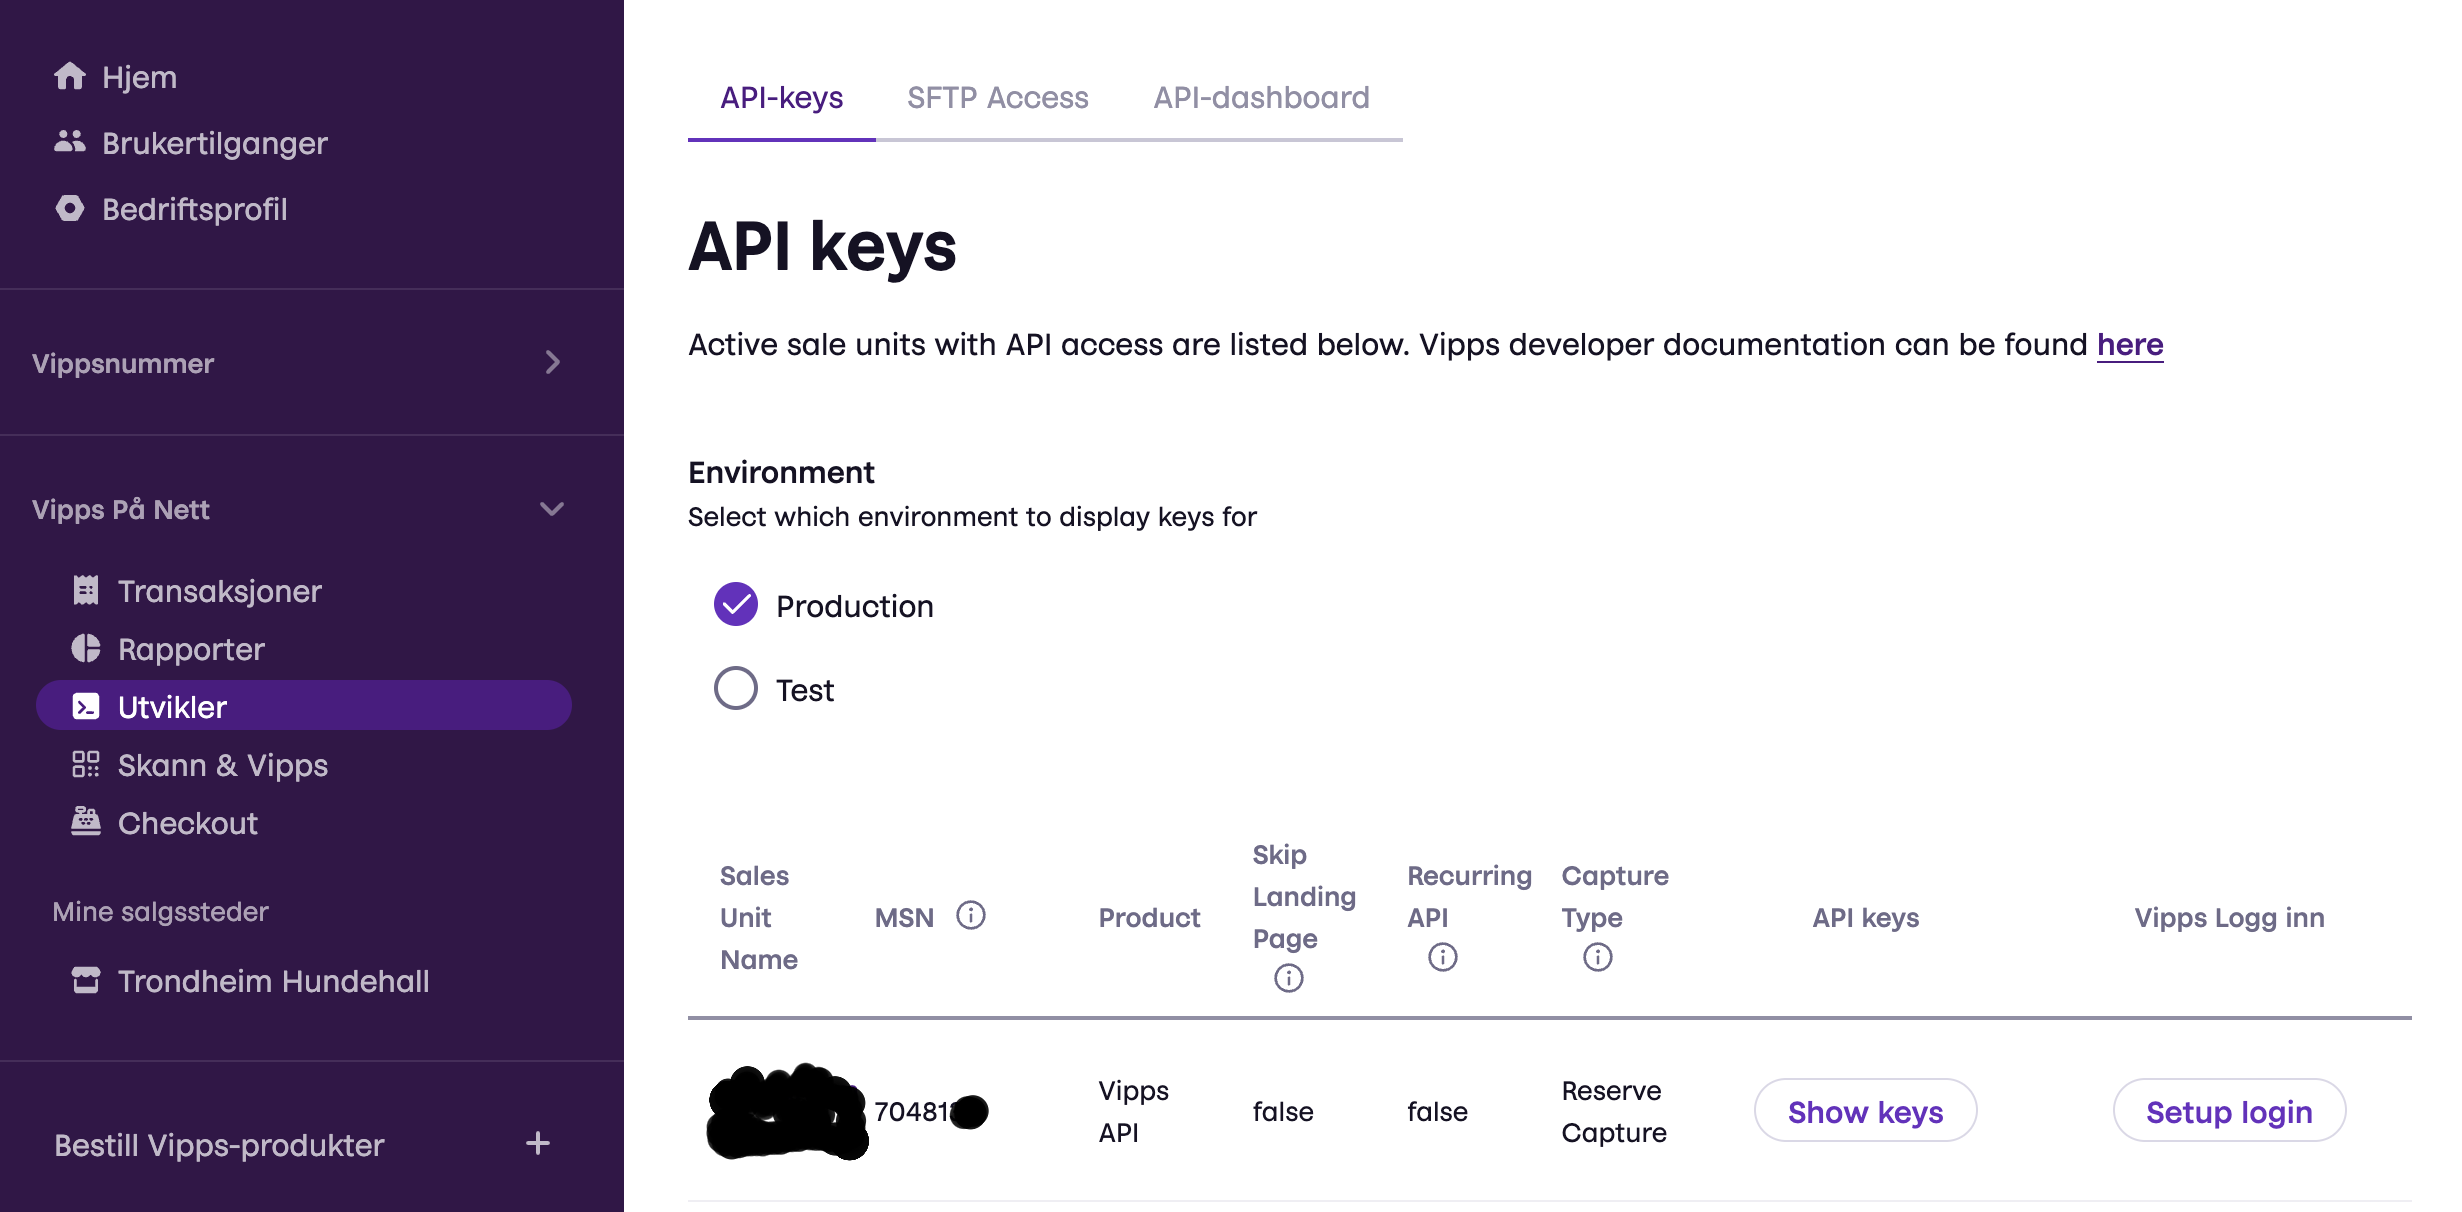 Hjem
Brukertilganger
Bedriftsprofil
Vippsnummer
Vipps På Nett
Transaksjoner
Rapporter
Utvikler
Skann & Vipps
Checkout
Mine salgssteder
Trondheim Hundehall
Bestill Vipps-produkter
API-keys SFTP Access API-dashboard
API keys
Active sale units with API access are listed below. Vipps developer documentation can be found here
Environment
Select which environment to display keys for
Production
Test
Sales
Unit
Name
MSN
Product
Skip
Landing
Page
Recurring
API
Capture
Type
API keys
Vipps Logg inn
Vipps
API
false
false
Reserve
Capture
Show keys
Setup login